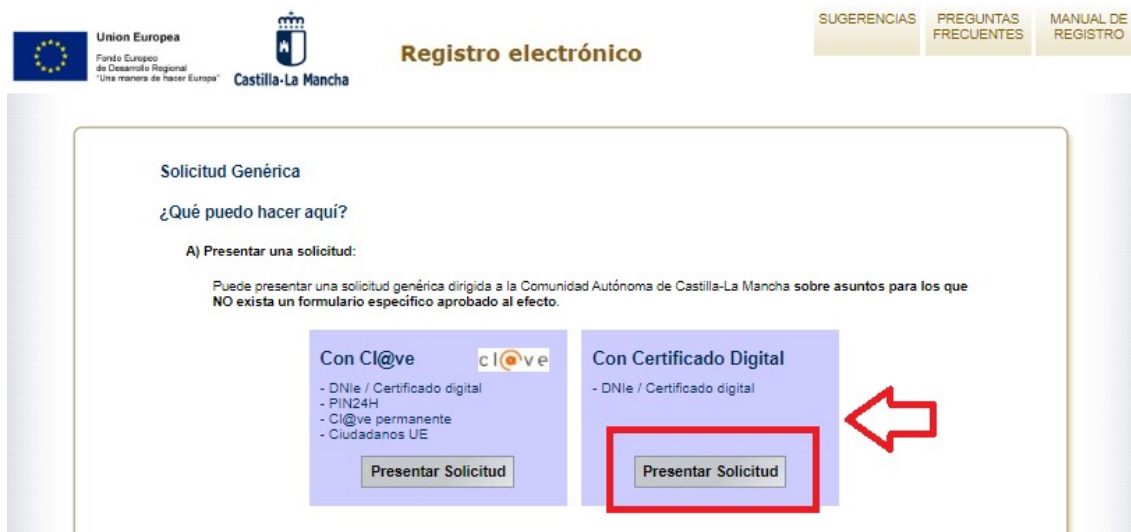 Union Europea
Fondo Europeo
de Desarrollo Regional
"Una manera de hacer Europa"
Castilla-La Mancha
Registro electrónico
SUGERENCIAS
PREGUNTAS
FRECUENTES
MANUAL DE
REGISTRO
Solicitud Genérica
¿Qué puedo hacer aquí?
A) Presentar una solicitud:
Puede presentar una solicitud genérica dirigida a la Comunidad Autónoma de Castilla-La Mancha sobre asuntos para los que
NO exista un formulario específico aprobado al efecto.
Con Cl@ve
cl@ve
- DNIe / Certificado digital
- PIN24H
- Cl@ve permanente
- Ciudadanos UE
Presentar Solicitud
Con Certificado Digital
- DNIe / Certificado digital
Presentar Solicitud